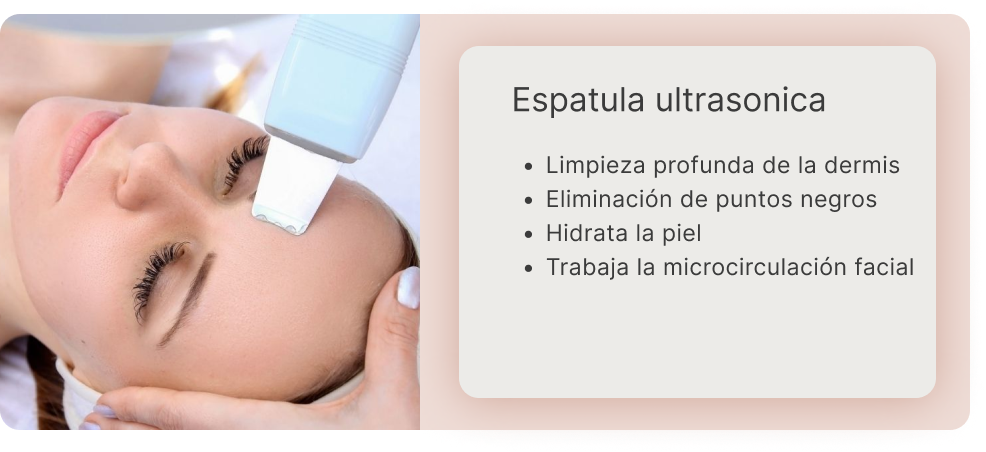 Espatula ultrasonica
• Limpieza profunda de la dermis
• Eliminación de puntos negros
• Hidrata la piel
• Trabaja la microcirculación facial